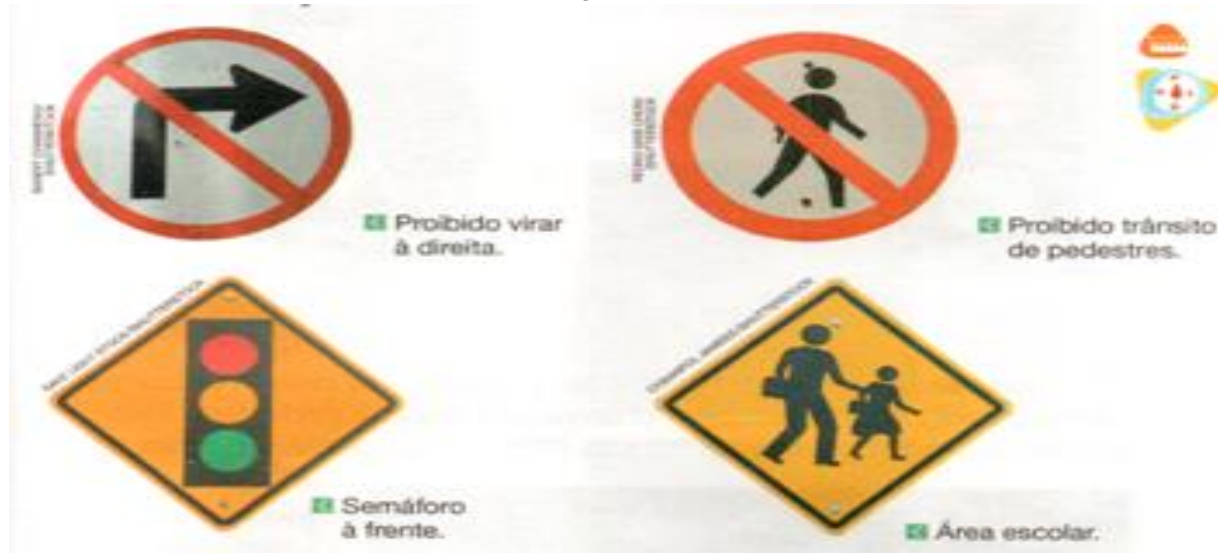 Proibido virar
à direita.
Proibido trânsito
de pedestres.
Semáforo
à frente.
Área escolar.